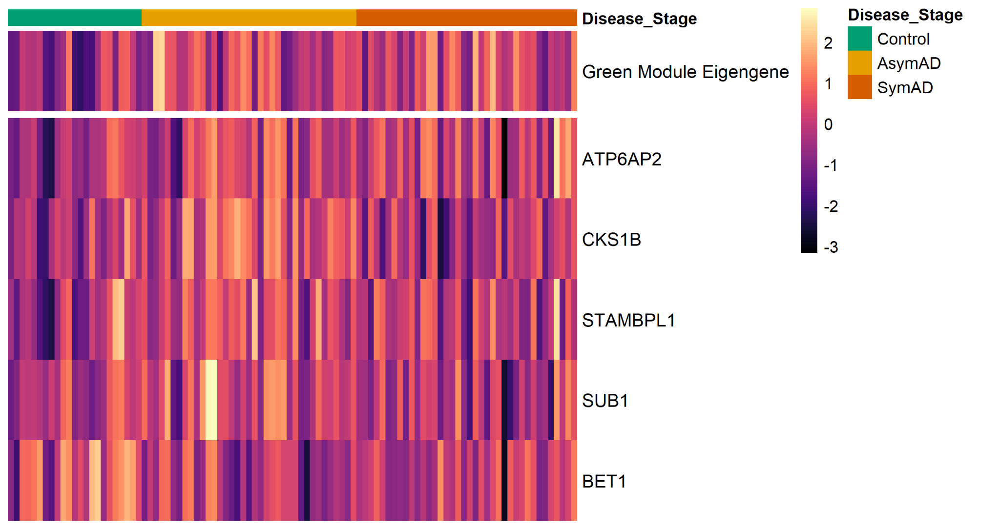 Disease_Stage
Green Module Eigengene
ATP6AP2
CKS1B
STAMBPL1
SUB1
BET1
2
1
0
-1
-2
-3
Disease_Stage
Control
AsymAD
SymAD